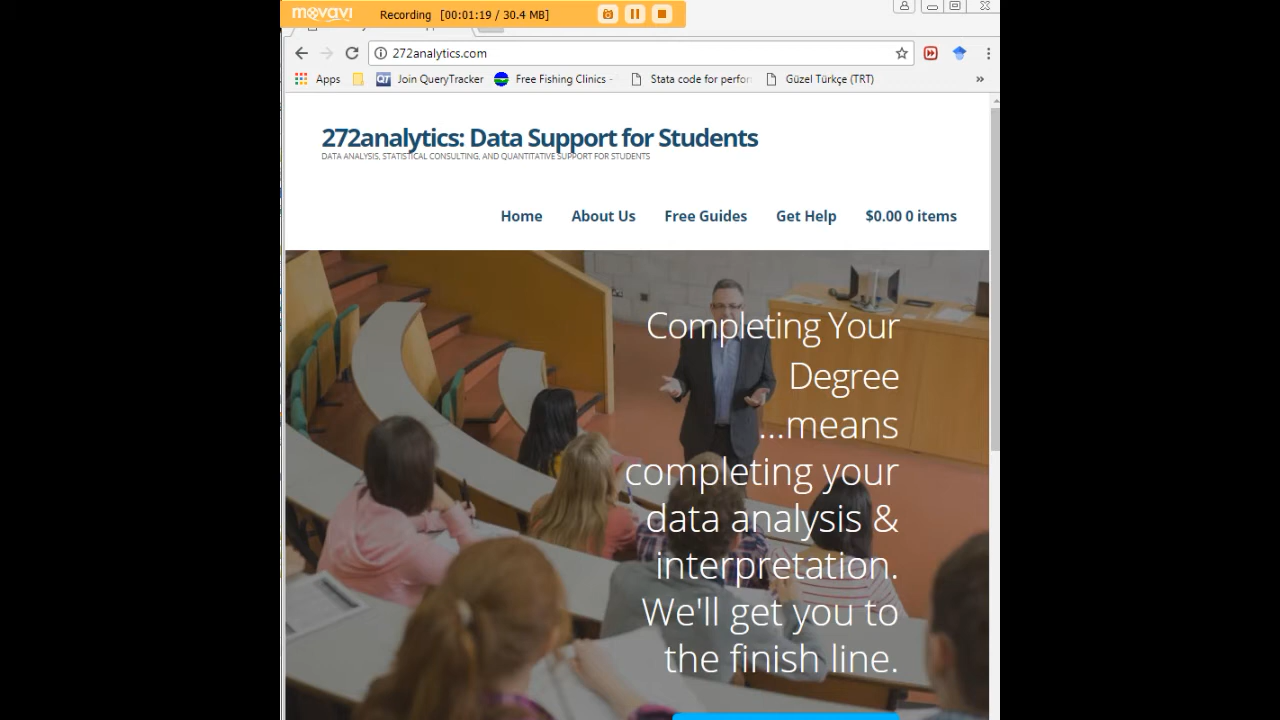 movavi Recording [00:01:19 / 30.4 MB]
272analytics.com
Apps Join QueryTracker Free Fishing Clinics - Stata code for perfor Güzel Türkçe (TRT) »
272analytics: Data Support for Students
DATA ANALYSIS, STATISTICAL CONSULTING, AND QUANTITATIVE SUPPORT FOR STUDENTS
Home About Us Free Guides Get Help $0.00 0 items
Completing Your
Degree
...means
completing your
data analysis &
interpretation.
We'll get you to
the finish line.